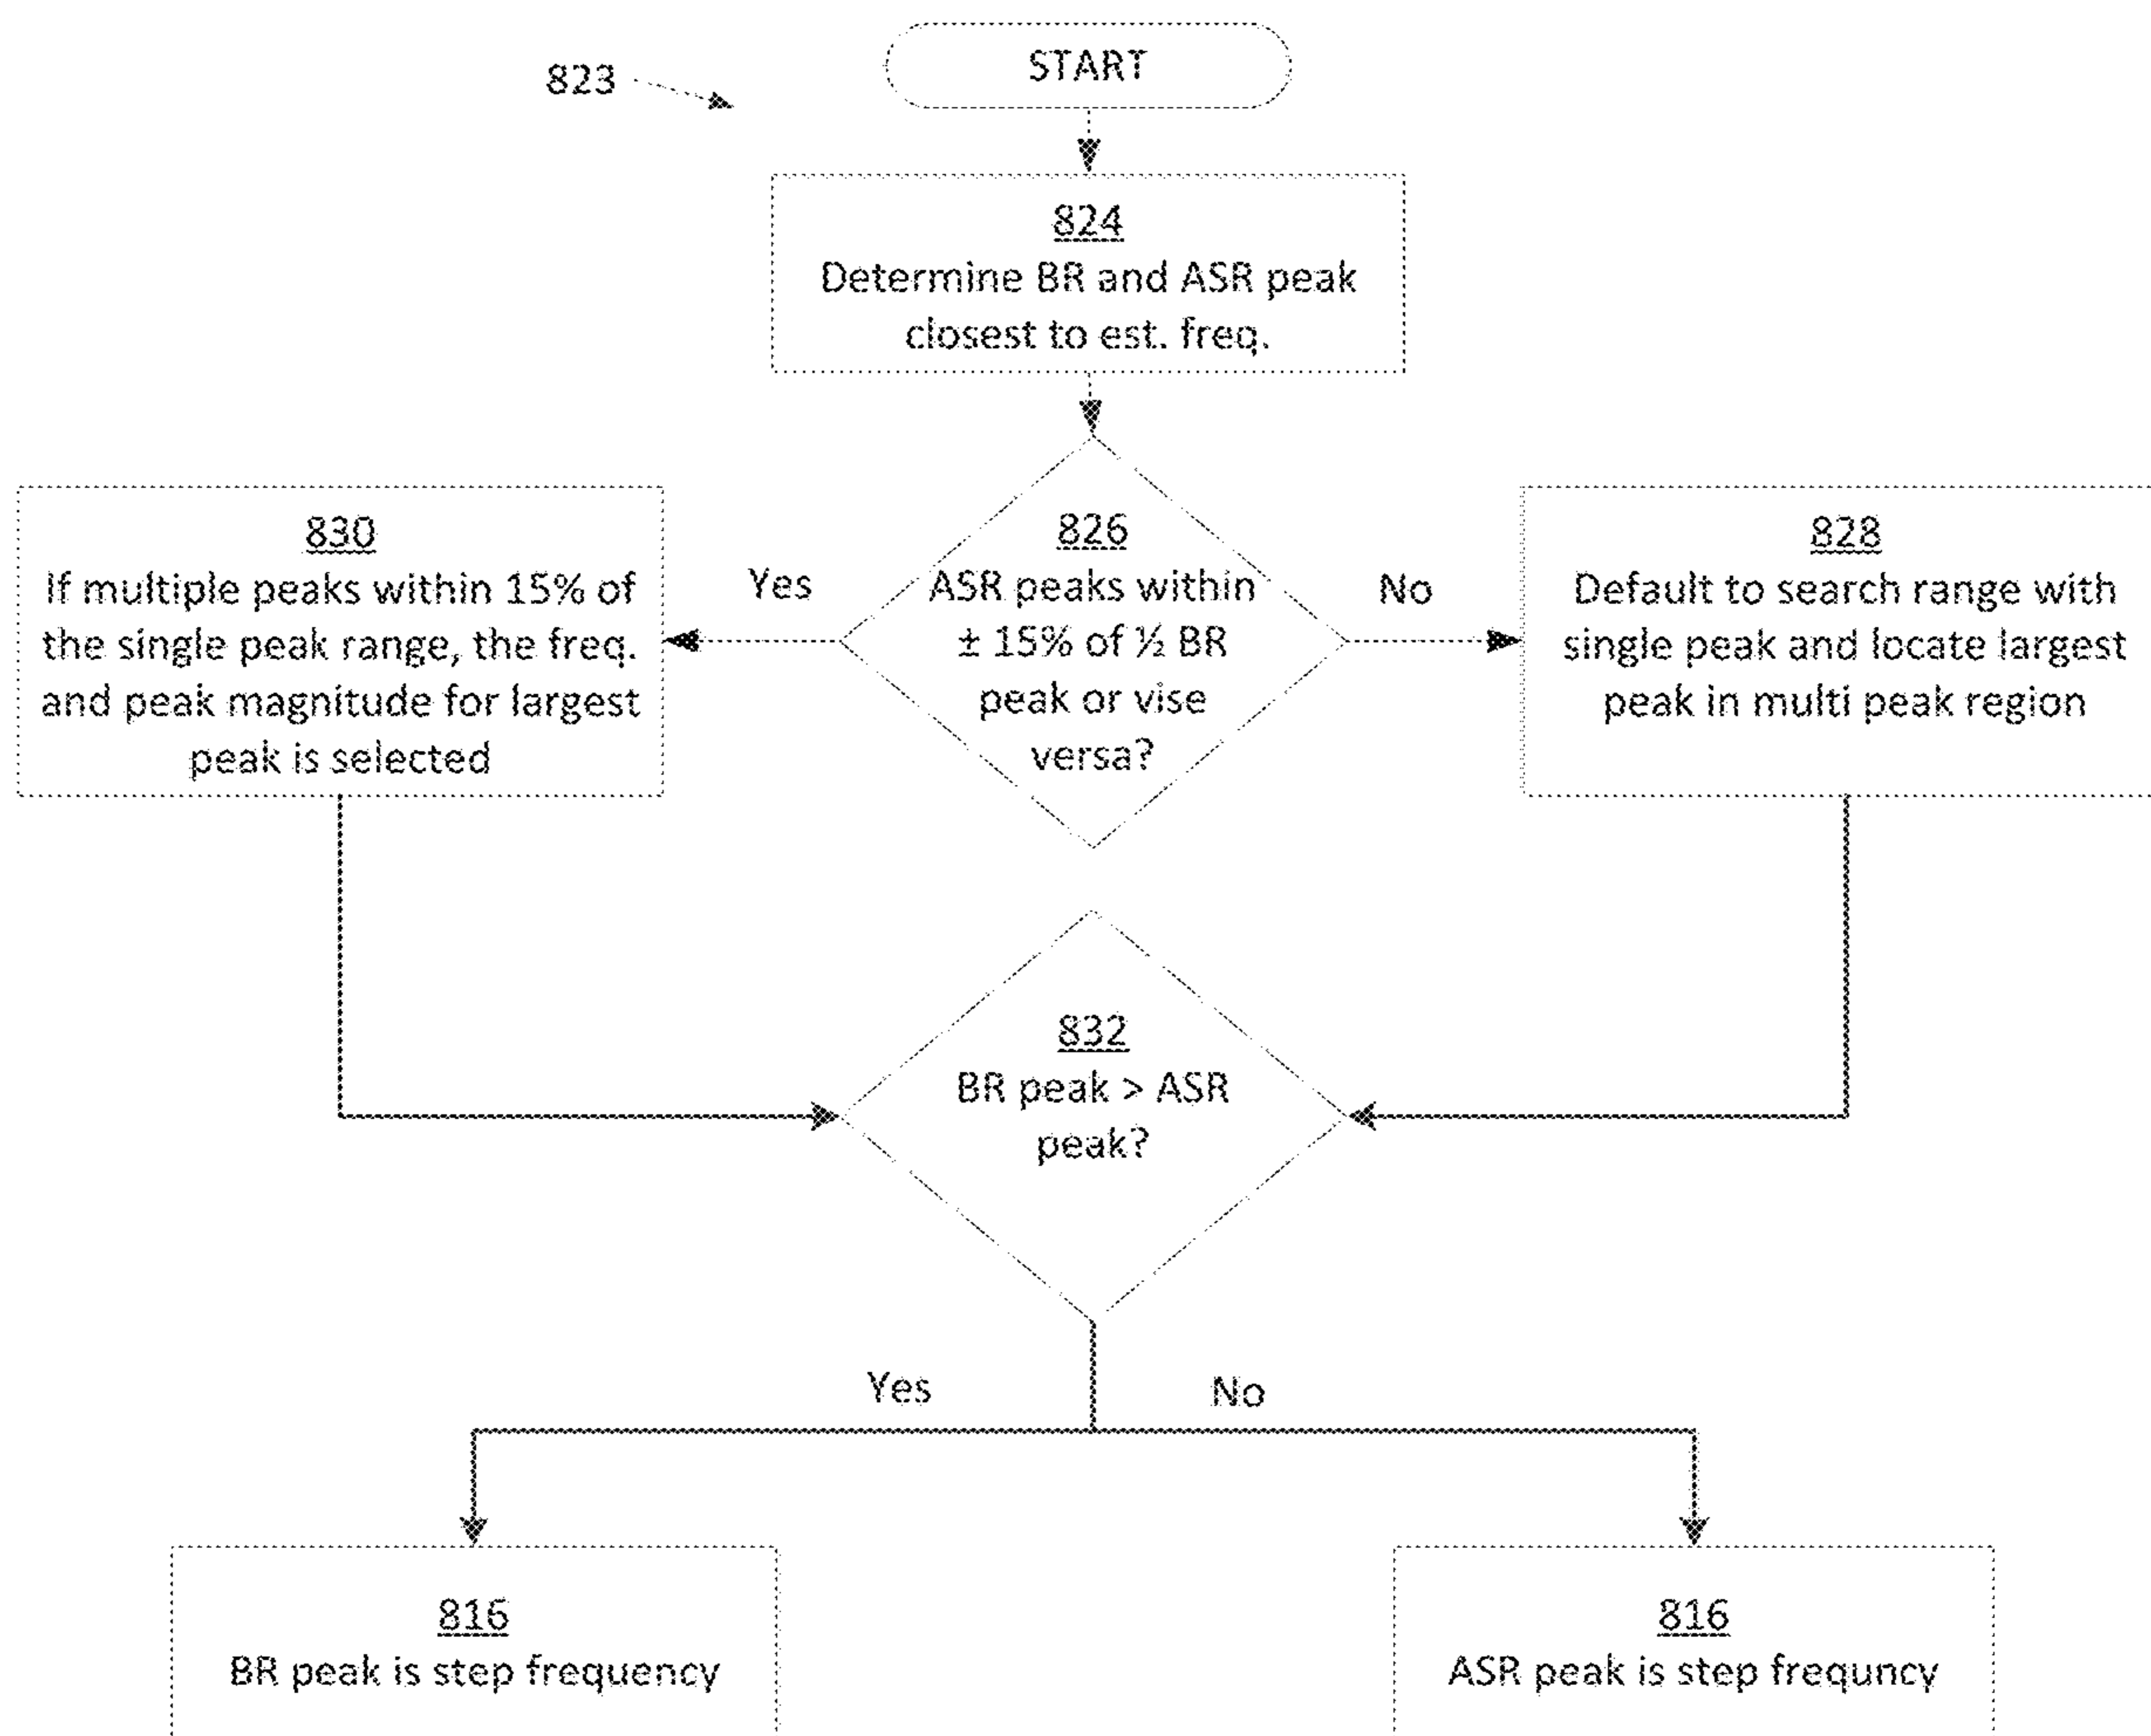 START
823
824
Determine BR and ASR peak
closest to est. freq.
830
If multiple peaks within 15% of
the single peak range, the freq.
and peak magnitude for largest
peak is selected
Yes
826
ASR peaks within
± 15% of ½ BR
peak or vise
versa?
No
828
Default to search range with
single peak and locate largest
peak in multi peak region
832
BR peak > ASR
peak?
Yes
No
816
BR peak is step frequency
816
ASR peak is step frequncy